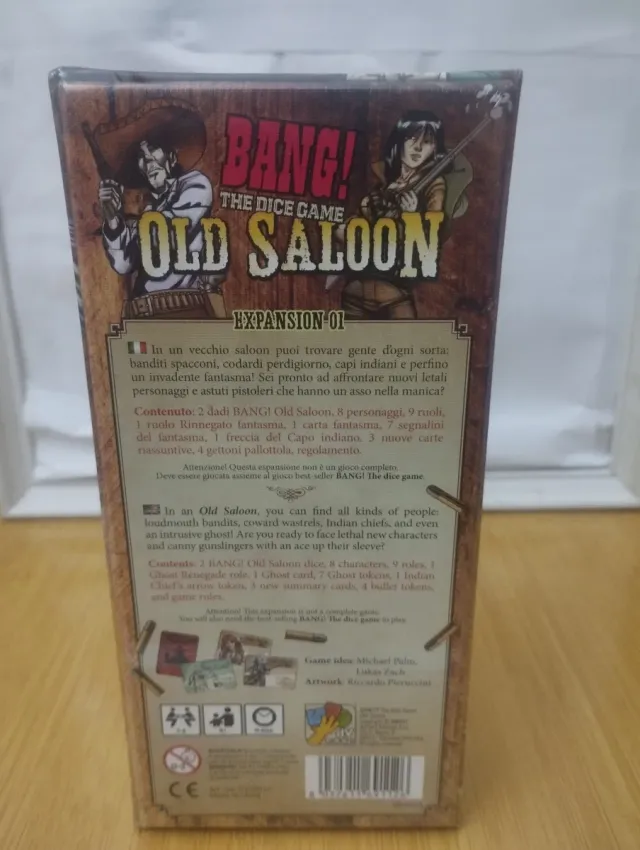 BANG!
THE DICE GAME
OLD SALOON
EXPANSION 01
In un vecchio saloon puoi trovare gente d'ogni sorta:
banditi spacconi, codardi perdigiorno, capi indiani e perfino
un invadente fantasma! Sei pronto ad affrontare nuovi letali
personaggi e astuti pistoleri che hanno un asso nella manica?
Contenuto: 2 dadi BANG! Old Saloon, 8 personaggi, 9 ruoli,
1 ruolo Rinnegato fantasma, 1 carta fantasma, 7 segnalini
del fantasma, 1 freccia del Capo indiano, 3 nuove carte
riassuntive, 4 gettoni pallottola, regolamento.
Attenzione! Questa espansione non è un gioco completo.
Deve essere giocata assieme al gioco best-seller BANG! The dice game.
In an Old Saloon, you can find all kinds of people:
loudmouth bandits, coward wastrels, Indian chiefs, and even
an intrusive ghost! Are you ready to face lethal new characters
and canny gunslingers with an ace up their sleeve?
Contents: 2 BANG! Old Saloon dice, 8 characters, 9 roles, 1
Ghost Renegade role, 1 Ghost card, 7 Ghost tokens, 1 Indian
Chief's arrow token, 3 new summary cards, 4 bullet tokens,
and game rules.
Attention! This expansion is not a complete game.
You will also need the best-selling BANG! The dice game to play.
Game idea: Michael Palm,
Lukas Zach
Artwork: Riccardo Pieruccini
CE